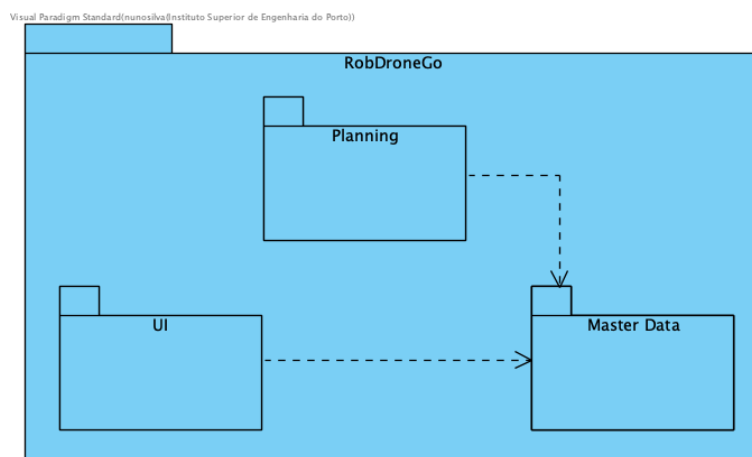 Visual Paradigm Standard(nunosilva(Instituto Superior de Engenharia do Porto))
RobDroneGo
Planning
UI
Master Data